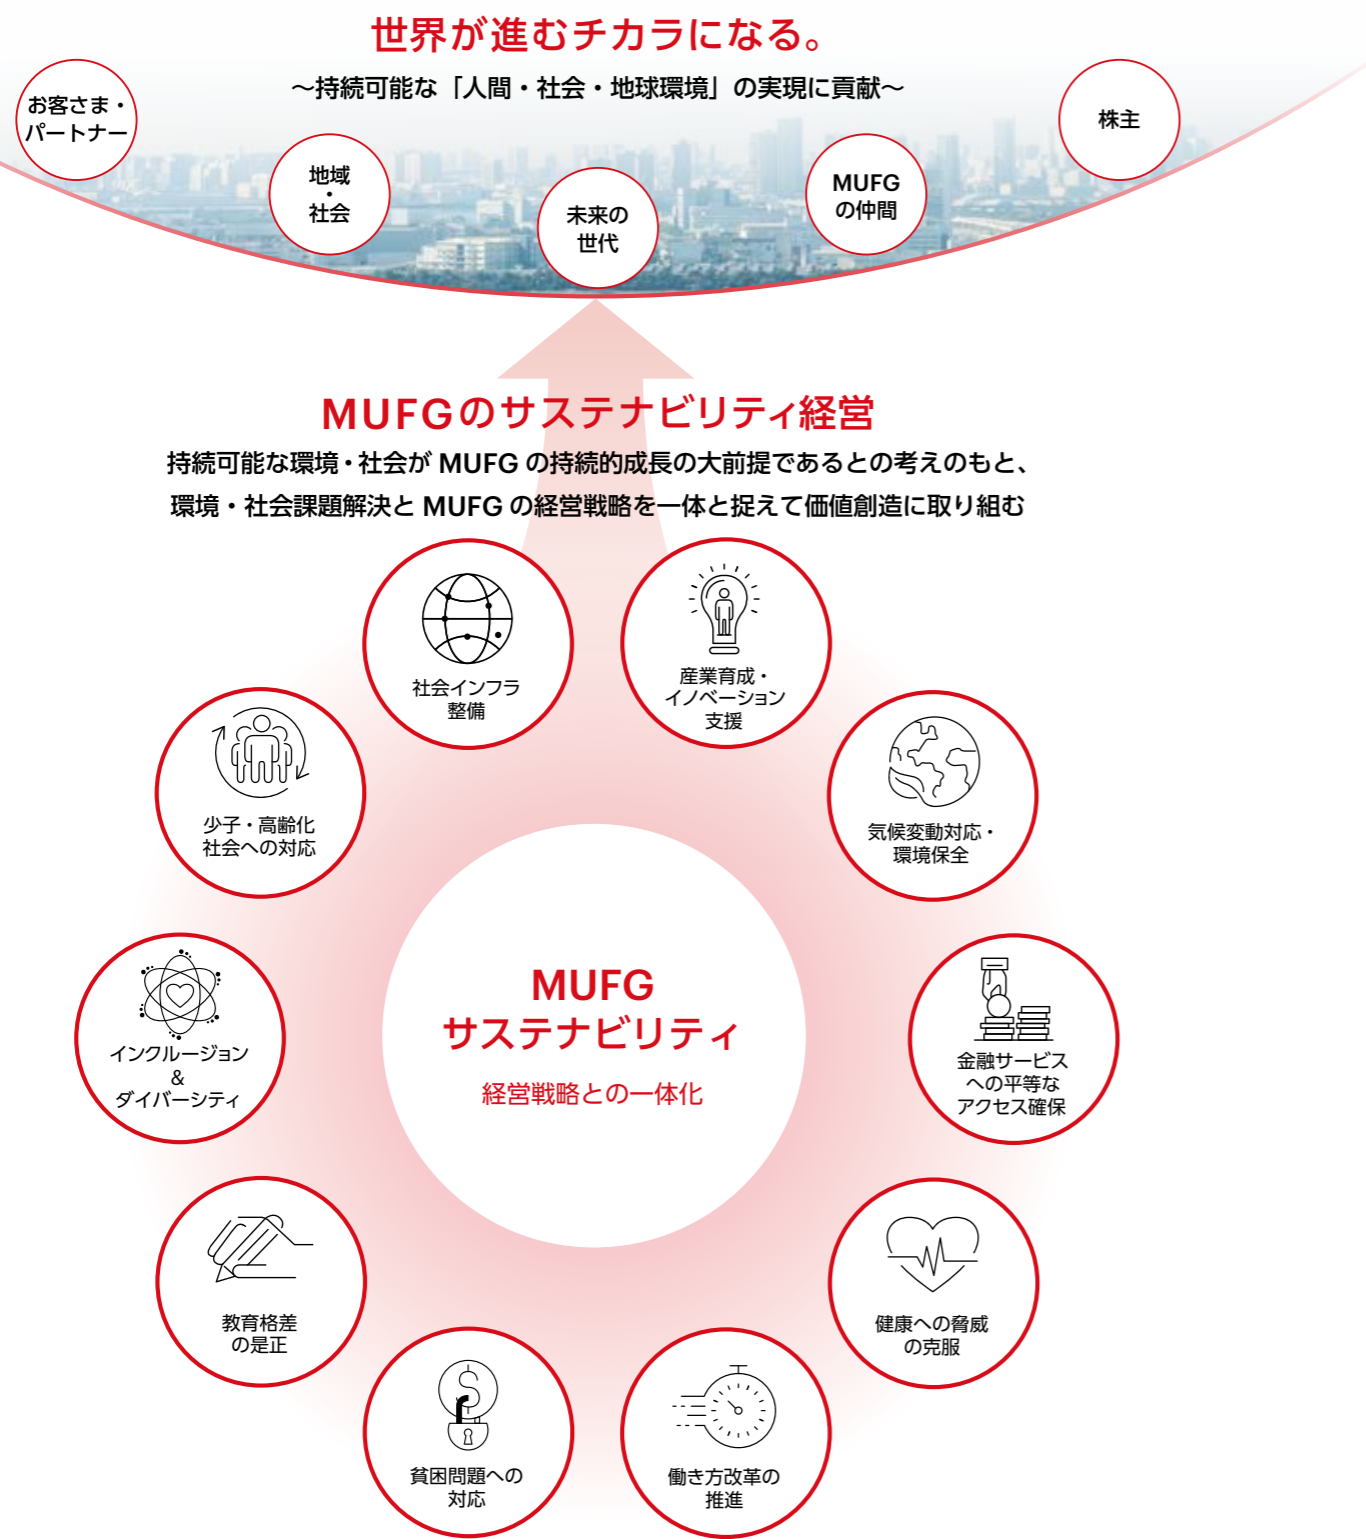 世界が進むチカラになる。
～持続可能な「人間・社会・地球環境」の実現に貢献～
お客さま・
パートナー
地域
・
社会
未来の
世代
MUFG
の仲間
株主
MUFGのサステナビリティ経営
持続可能な環境・社会が MUFG の持続的成長の大前提であるとの考えのもと、
環境・社会課題解決と MUFG の経営戦略を一体と捉えて価値創造に取り組む
社会インフラ
整備
産業育成・
イノベーション
支援
少子・高齢化
社会への対応
気候変動対応・
環境保全
インクルージョン
&
ダイバーシティ
MUFG
サステナビリティ
経営戦略との一体化
金融サービス
への平等な
アクセス確保
教育格差
の是正
健康への脅威
の克服
貧困問題への
対応
働き方改革の
推進